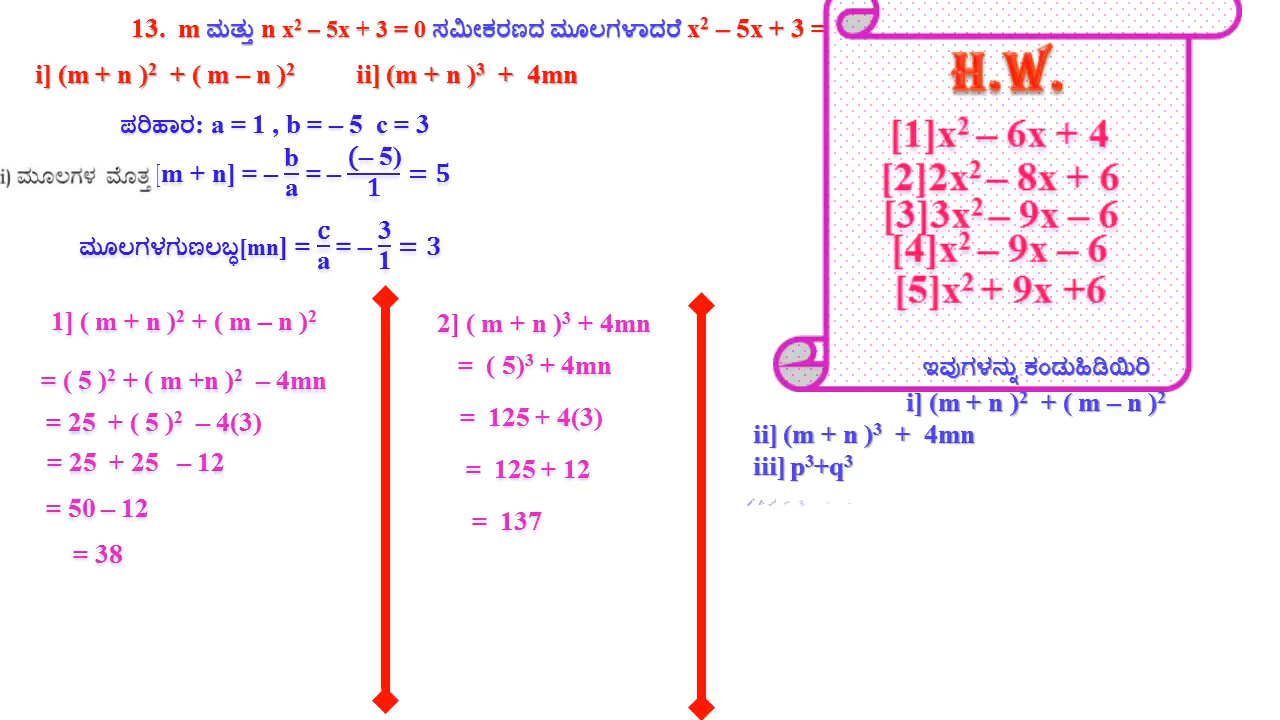 13. m ಮತ್ತು n x² – 5x + 3 = 0 ಸಮೀಕರಣದ ಮೂಲಗಳಾದರೆ x² – 5x + 3 =
i] (m + n )² + ( m – n )² ii] (m + n )³ + 4mn
ಪರಿಹಾರ: a = 1 , b = – 5 c = 3
i) ಮೂಲಗಳ ಮೊತ್ತ [m + n] = – b/a = – (– 5)/1 = 5
ಮೂಲಗಳಗುಣಲಬ್ಧ[mn] = c/a = – 3/1 = 3
1] ( m + n )² + ( m – n )²
= ( 5 )² + ( m +n )² – 4mn
= 25 + ( 5 )² – 4(3)
= 25 + 25 – 12
= 50 – 12
= 38
2] ( m + n )³ + 4mn
= ( 5)³ + 4mn
= 125 + 4(3)
= 125 + 12
= 137
H.W.
[1]x² – 6x + 4
[2]2x² – 8x + 6
[3]3x² – 9x – 6
[4]x² – 9x – 6
[5]x² + 9x +6
ಇವುಗಳನ್ನು ಕಂಡುಹಿಡಿಯಿರಿ
i] (m + n )² + ( m – n )²
ii] (m + n )³ + 4mn
iii] p³+q³